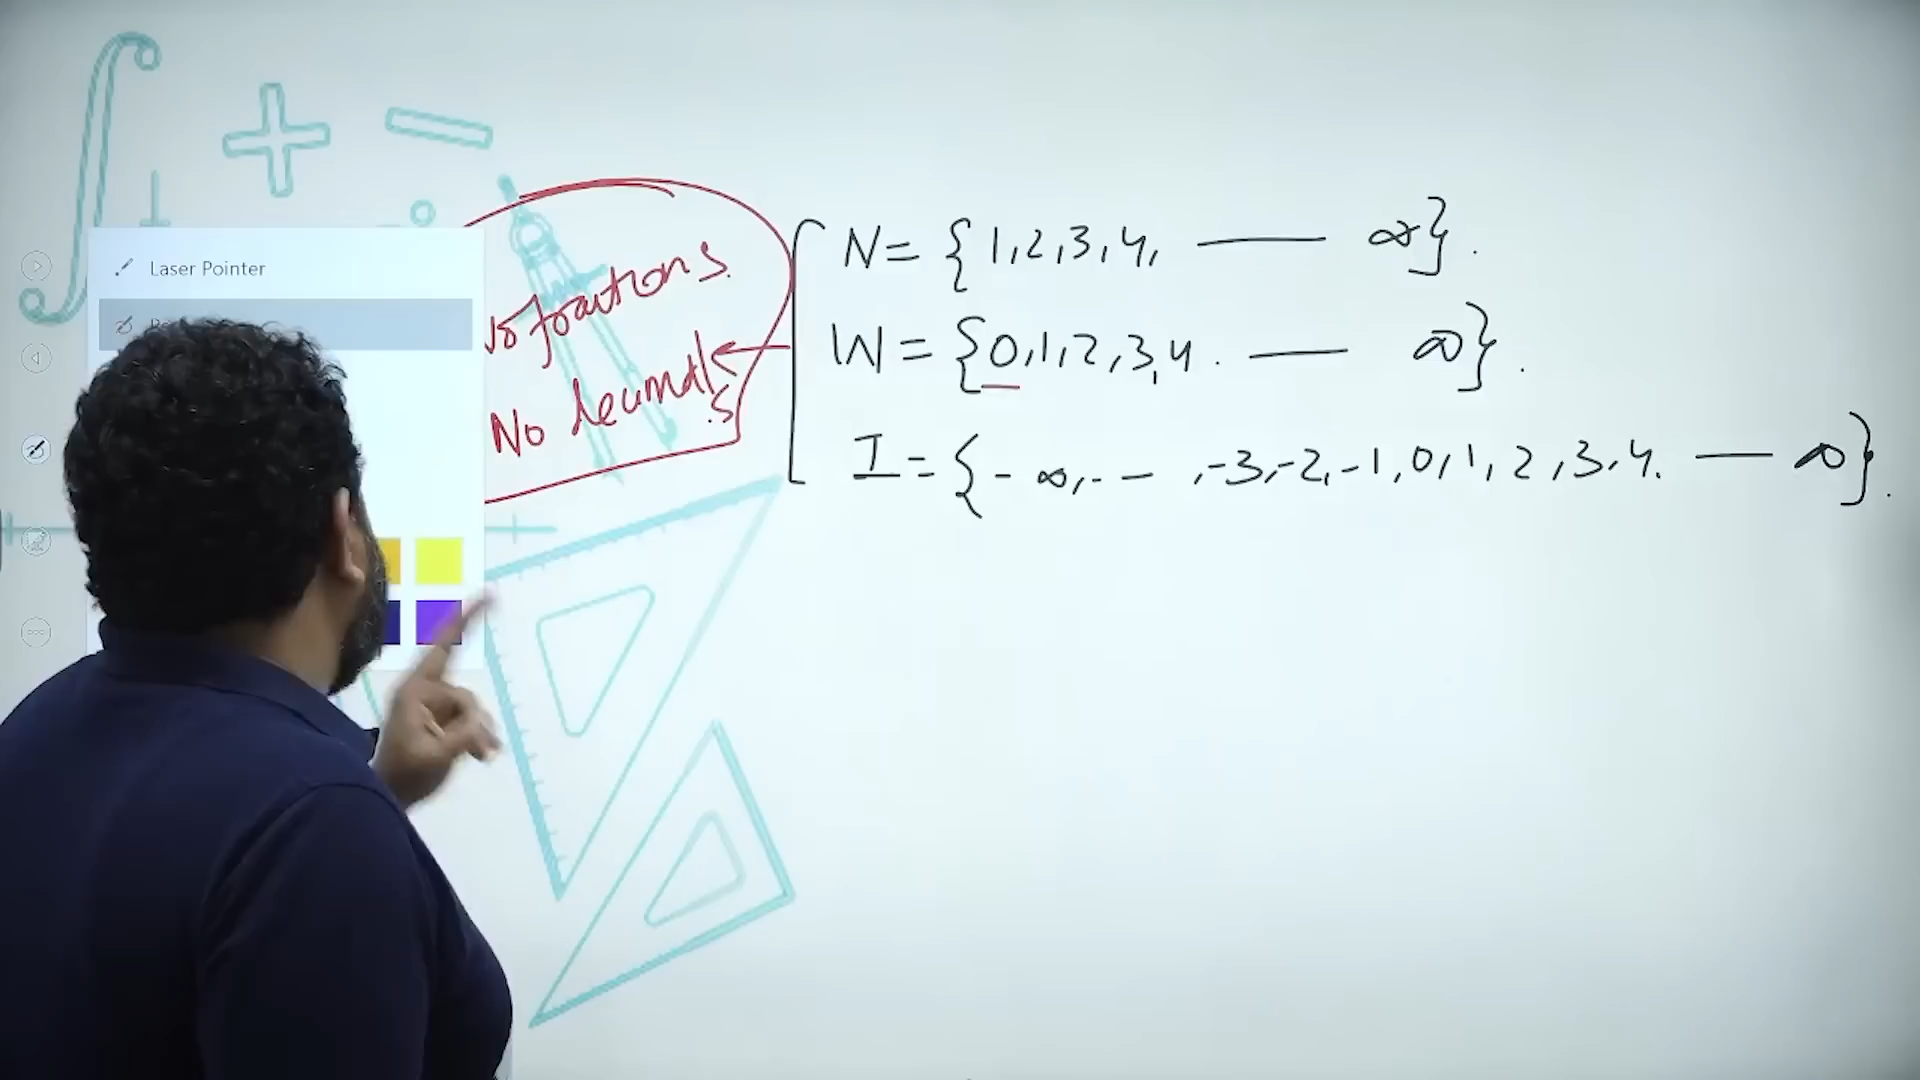 Laser Pointer
No fractions.
No decimals
N = {1,2,3,4, — ∞}.
W = {0,1,2,3,4. — ∞}.
I = {-∞,-- ,-3,-2,-1,0,1,2,3,4. — ∞}.